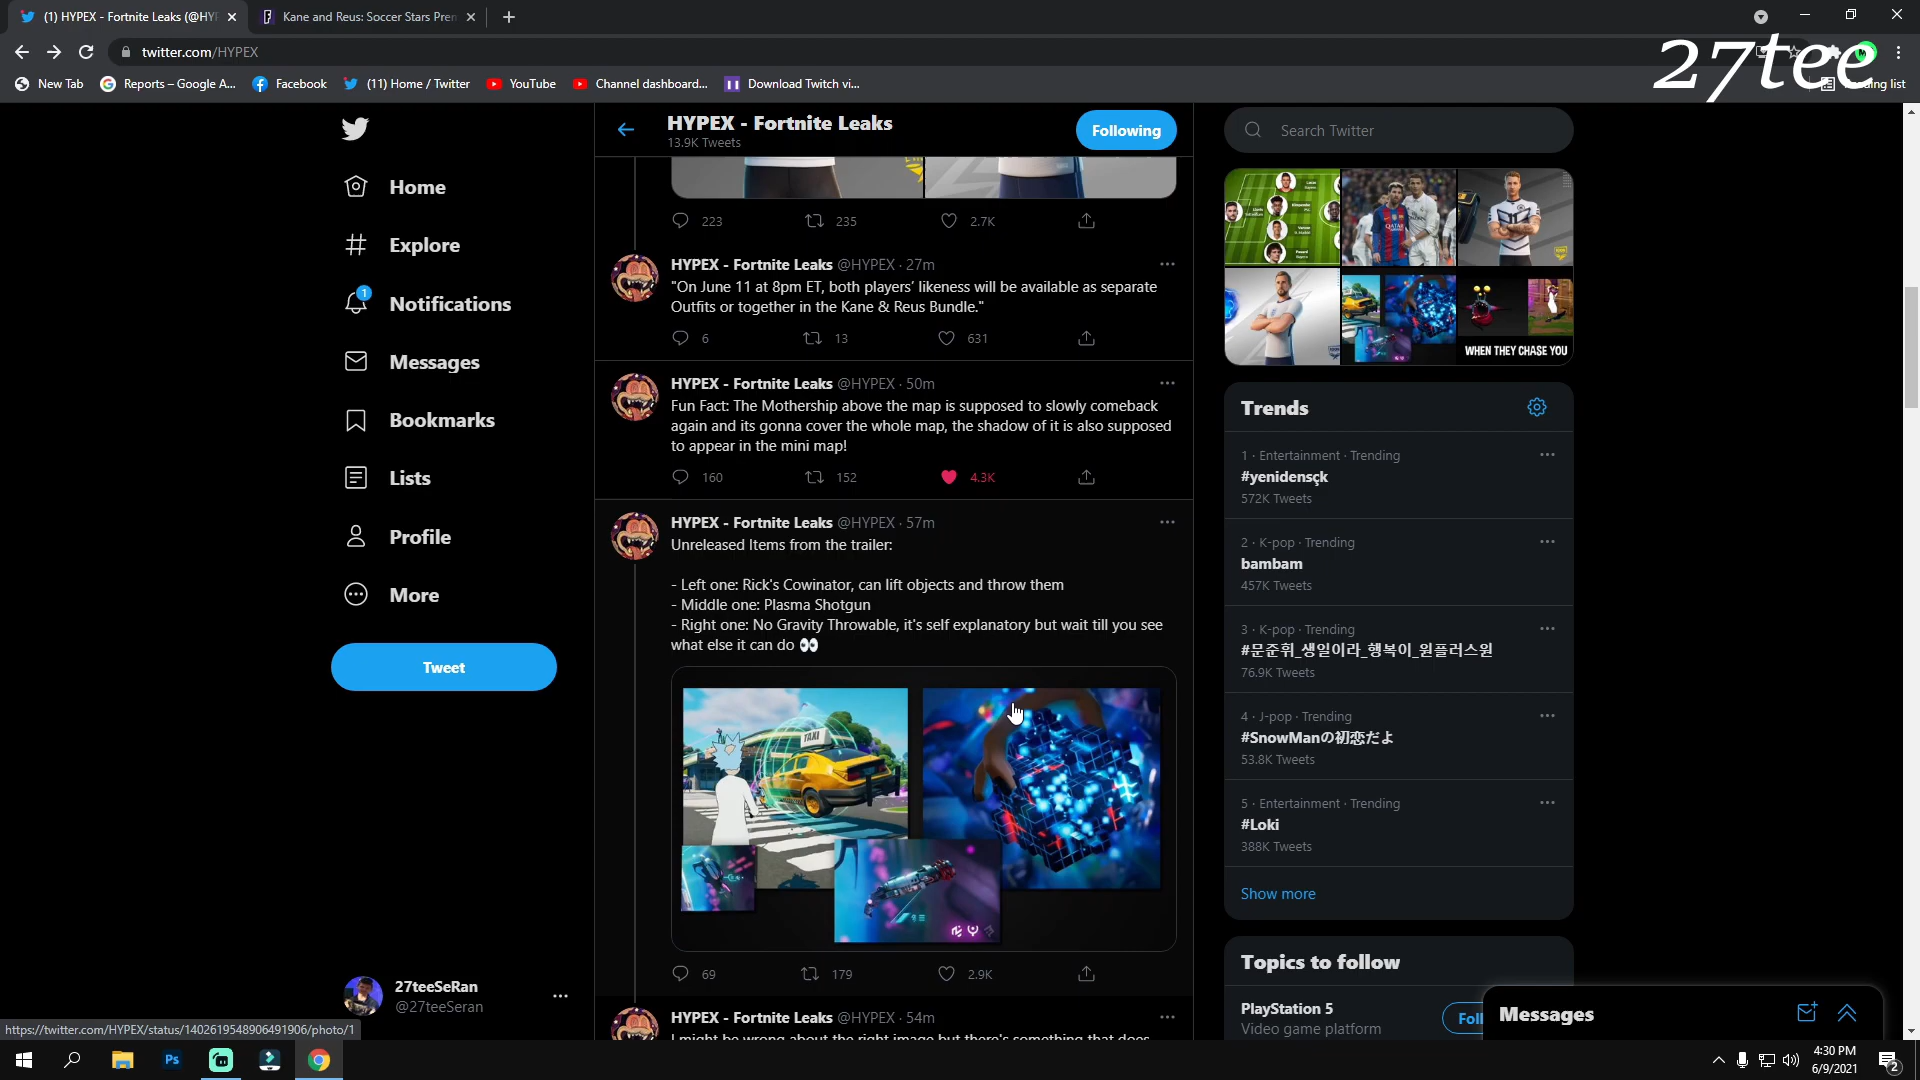 (1) HYPEX - Fortnite Leaks (@HYP
Kane and Reus: Soccer Stars Pren
twitter.com/HYPEX
27tee
New Tab
Reports – Google A...
Facebook
(11) Home / Twitter
YouTube
Channel dashboard...
Download Twitch vi...
Home
Explore
1
Notifications
Messages
Bookmarks
Lists
Profile
More
Tweet
27teeSeRan
@27teeSeran
HYPEX - Fortnite Leaks
13.9K Tweets
Following
223
235
2.7K
HYPEX - Fortnite Leaks @HYPEX · 27m
"On June 11 at 8pm ET, both players' likeness will be available as separate
Outfits or together in the Kane & Reus Bundle."
6
13
631
HYPEX - Fortnite Leaks @HYPEX · 50m
Fun Fact: The Mothership above the map is supposed to slowly comeback
again and its gonna cover the whole map, the shadow of it is also supposed
to appear in the mini map!
160
152
4.3K
HYPEX - Fortnite Leaks @HYPEX · 57m
Unreleased Items from the trailer:
- Left one: Rick's Cowinator, can lift objects and throw them
- Middle one: Plasma Shotgun
- Right one: No Gravity Throwable, it's self explanatory but wait till you see
what else it can do 👀
TAXI
69
179
2.9K
HYPEX - Fortnite Leaks @HYPEX · 54m
I might be wrong about the right image but there's something that does
Search Twitter
WHEN THEY CHASE YOU
Trends
1 · Entertainment · Trending
#yenidensçk
572K Tweets
2 · K-pop · Trending
bambam
457K Tweets
3 · K-pop · Trending
#문준휘_생일이라_행복이_원플러스원
76.9K Tweets
4 · J-pop · Trending
#SnowManの初恋だよ
53.8K Tweets
5 · Entertainment · Trending
#Loki
388K Tweets
Show more
Topics to follow
PlayStation 5
Video game platform
Foll
Messages
https://twitter.com/HYPEX/status/1402619548906491906/photo/1
Ps
4:30 PM
6/9/2021
2